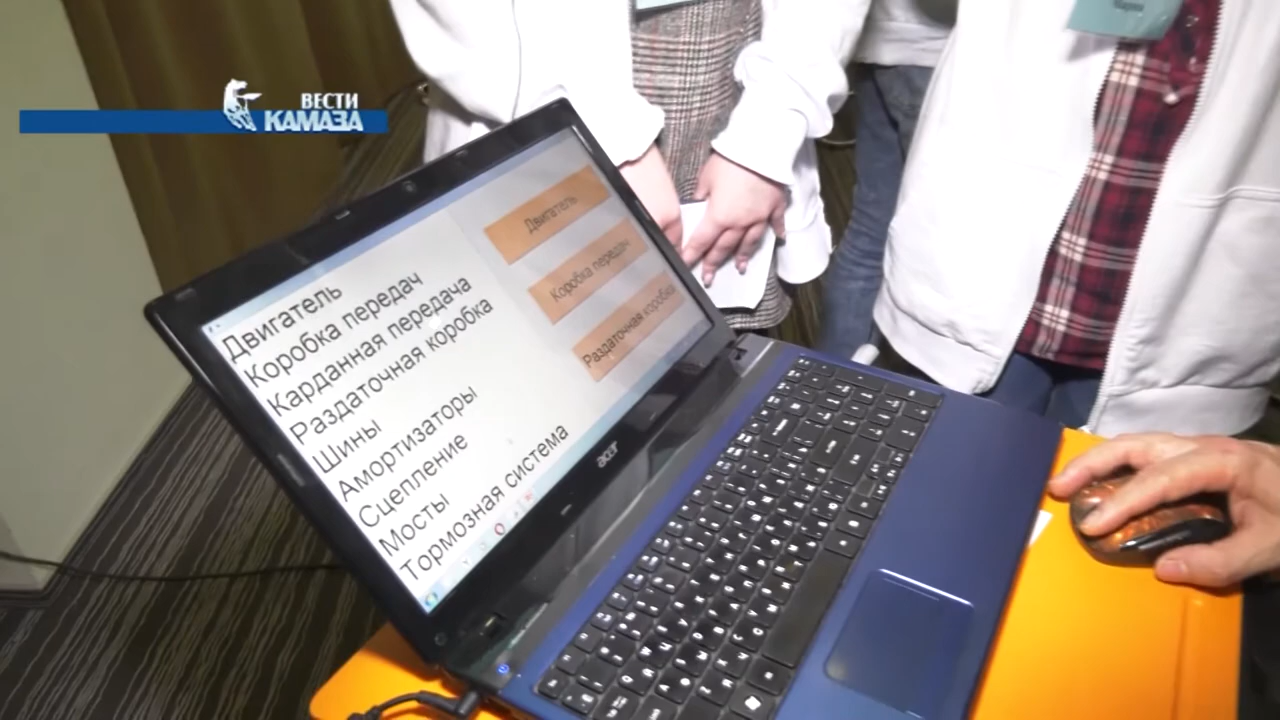 ВЕСТИ
КАМАЗА
Двигатель
Коробка передач
Карданная передача
Раздаточная коробка
Шины
Амортизаторы
Сцепление
Мосты
Тормозная система
Двигатель
Коробка передач
Раздаточная коробка
acer